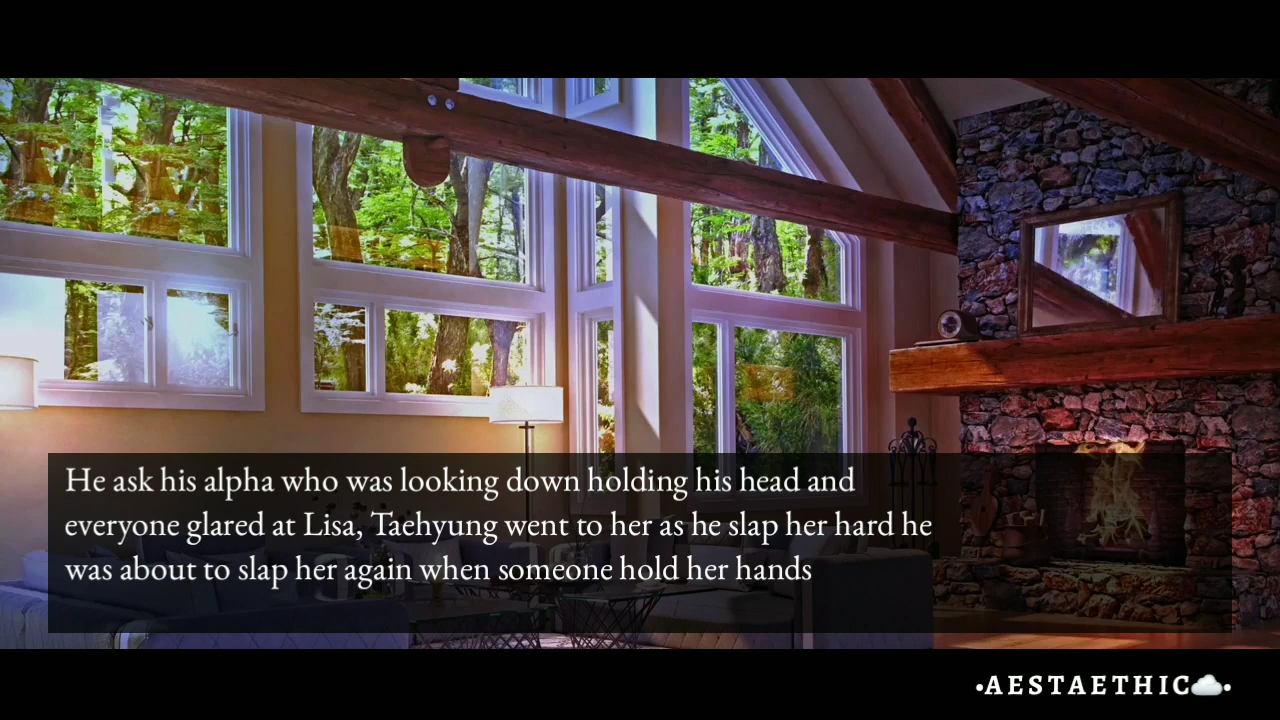 He ask his alpha who was looking down holding his head and
everyone glared at Lisa, Taehyung went to her as he slap her hard he
was about to slap her again when someone hold her hands
•AESTAETHIC☁️•